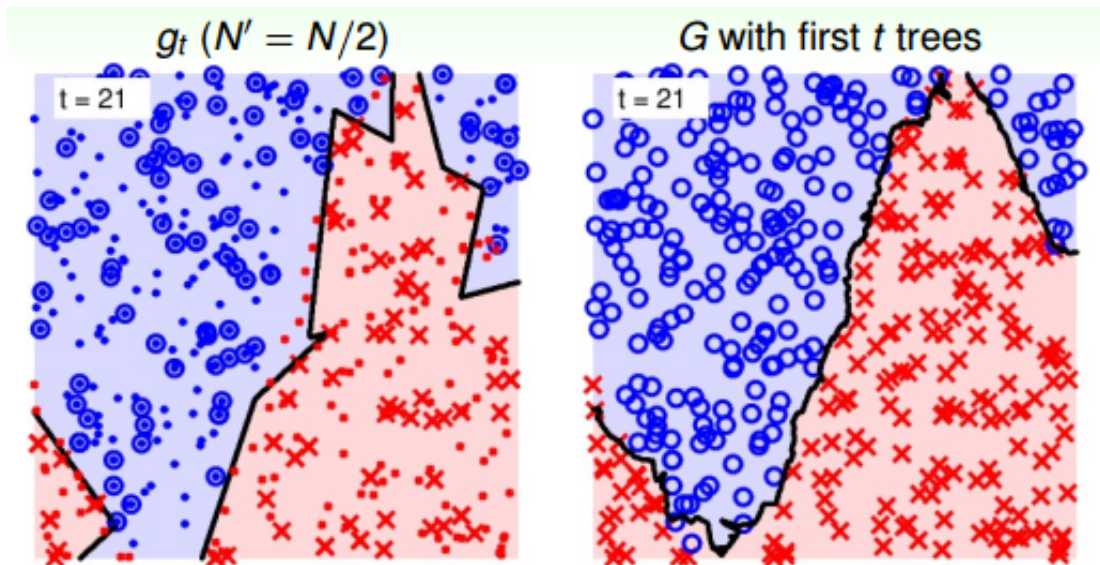 gₜ (N′ = N/2)
G with first t trees
t = 21
t = 21